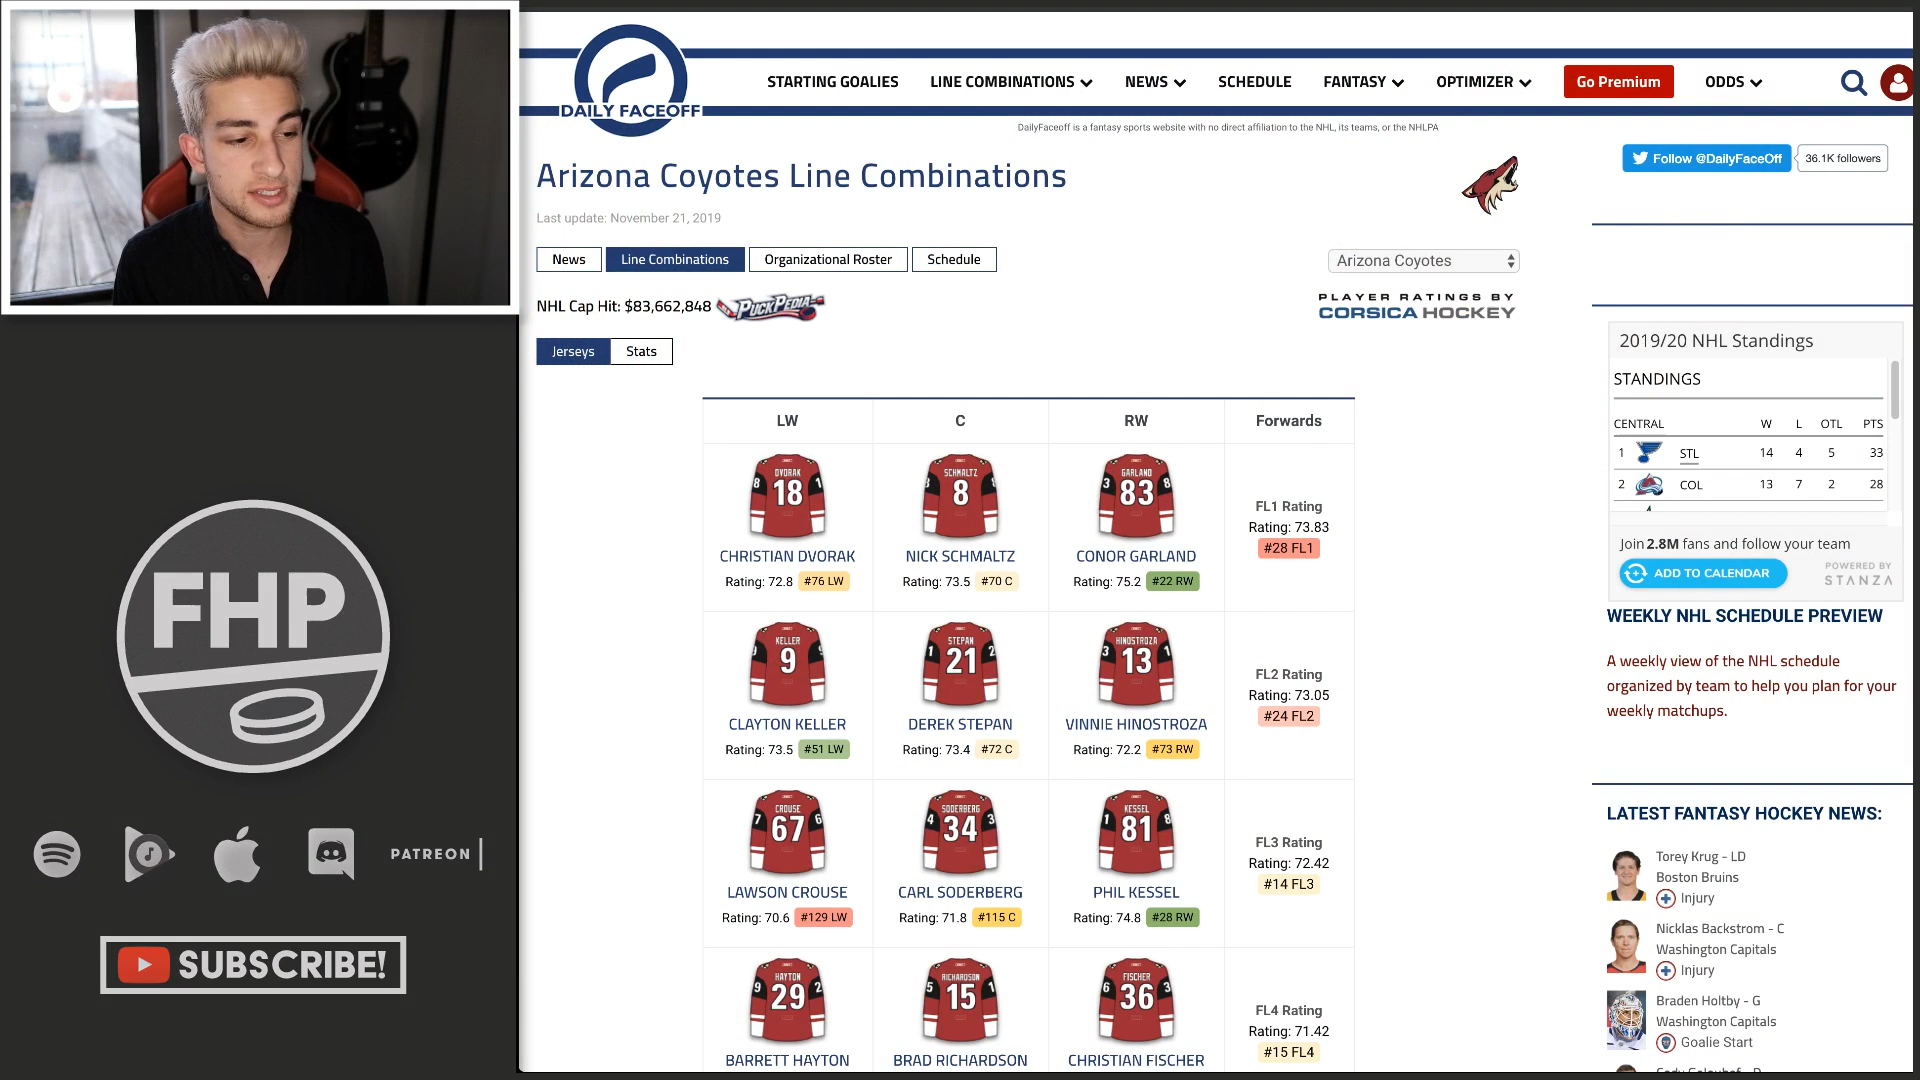 DAILY FACEOFF
STARTING GOALIES
LINE COMBINATIONS
NEWS
SCHEDULE
FANTASY
OPTIMIZER
Go Premium
ODDS
DailyFaceoff is a fantasy sports website with no direct affiliation to the NHL, its teams, or the NHLPA
Arizona Coyotes Line Combinations
Last update: November 21, 2019
Follow @DailyFaceOff
36.1K followers
News
Line Combinations
Organizational Roster
Schedule
Arizona Coyotes
NHL Cap Hit: $83,662,848
PUCKPEDIA
PLAYER RATINGS BY
CORSICA HOCKEY
Jerseys
Stats
LW
C
RW
Forwards
DVORAK
18
SCHMALTZ
8
GARLAND
83
CHRISTIAN DVORAK
Rating: 72.8 #76 LW
NICK SCHMALTZ
Rating: 73.5 #70 C
CONOR GARLAND
Rating: 75.2 #22 RW
FL1 Rating
Rating: 73.83
#28 FL1
KELLER
9
STEPAN
21
HINOSTROZA
13
CLAYTON KELLER
Rating: 73.5 #51 LW
DEREK STEPAN
Rating: 73.4 #72 C
VINNIE HINOSTROZA
Rating: 72.2 #73 RW
FL2 Rating
Rating: 73.05
#24 FL2
CROUSE
67
SODERBERG
34
KESSEL
81
LAWSON CROUSE
Rating: 70.6 #129 LW
CARL SODERBERG
Rating: 71.8 #115 C
PHIL KESSEL
Rating: 74.8 #28 RW
FL3 Rating
Rating: 72.42
#14 FL3
HAYTON
29
RICHARDSON
15
FISCHER
36
BARRETT HAYTON
BRAD RICHARDSON
CHRISTIAN FISCHER
FL4 Rating
Rating: 71.42
#15 FL4
2019/20 NHL Standings
STANDINGS
CENTRAL W L OTL PTS
1 STL 14 4 5 33
2 COL 13 7 2 28
Join 2.8M fans and follow your team
ADD TO CALENDAR
POWERED BY
STANZA
WEEKLY NHL SCHEDULE PREVIEW
A weekly view of the NHL schedule
organized by team to help you plan for your
weekly matchups.
LATEST FANTASY HOCKEY NEWS:
Torey Krug - LD
Boston Bruins
Injury
Nicklas Backstrom - C
Washington Capitals
Injury
Braden Holtby - G
Washington Capitals
Goalie Start
FHP
PATREON
SUBSCRIBE!